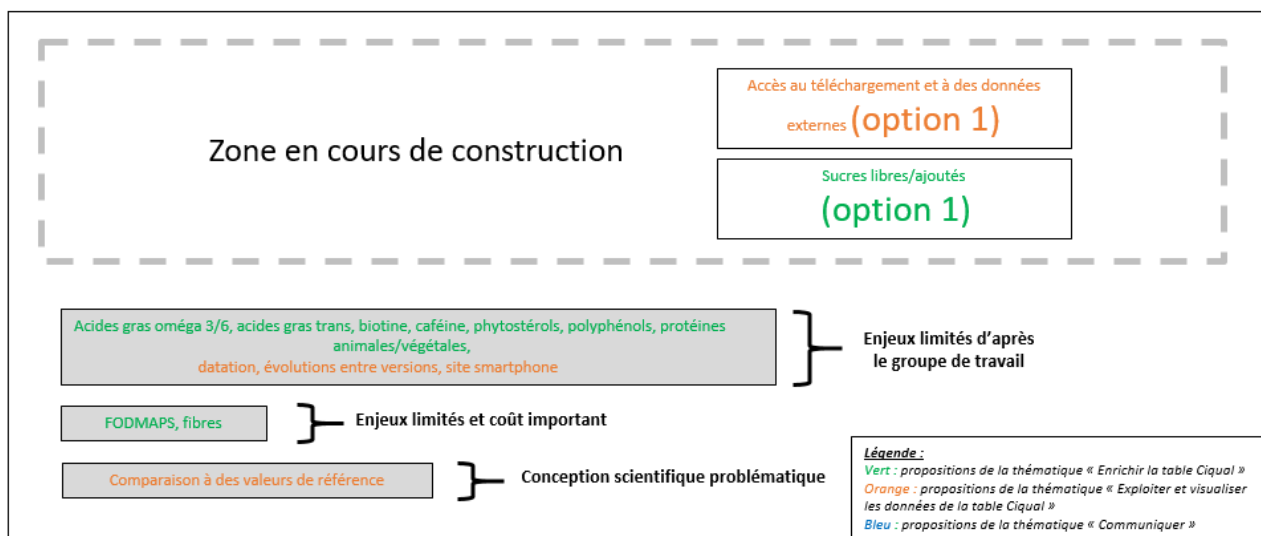 Accès au téléchargement et à des données
externes (option 1)
Zone en cours de construction
Sucres libres/ajoutés
(option 1)
Acides gras oméga 3/6, acides gras trans, biotine, caféine, phytostérols, polyphénols, protéines
animales/végétales,
datation, évolutions entre versions, site smartphone
Enjeux limités d'après
le groupe de travail
FODMAPS, fibres
Enjeux limités et coût important
Comparaison à des valeurs de référence
Conception scientifique problématique
Légende :
Vert : propositions de la thématique « Enrichir la table Ciqual »
Orange : propositions de la thématique « Exploiter et visualiser
les données de la table Ciqual »
Bleu : propositions de la thématique « Communiquer »